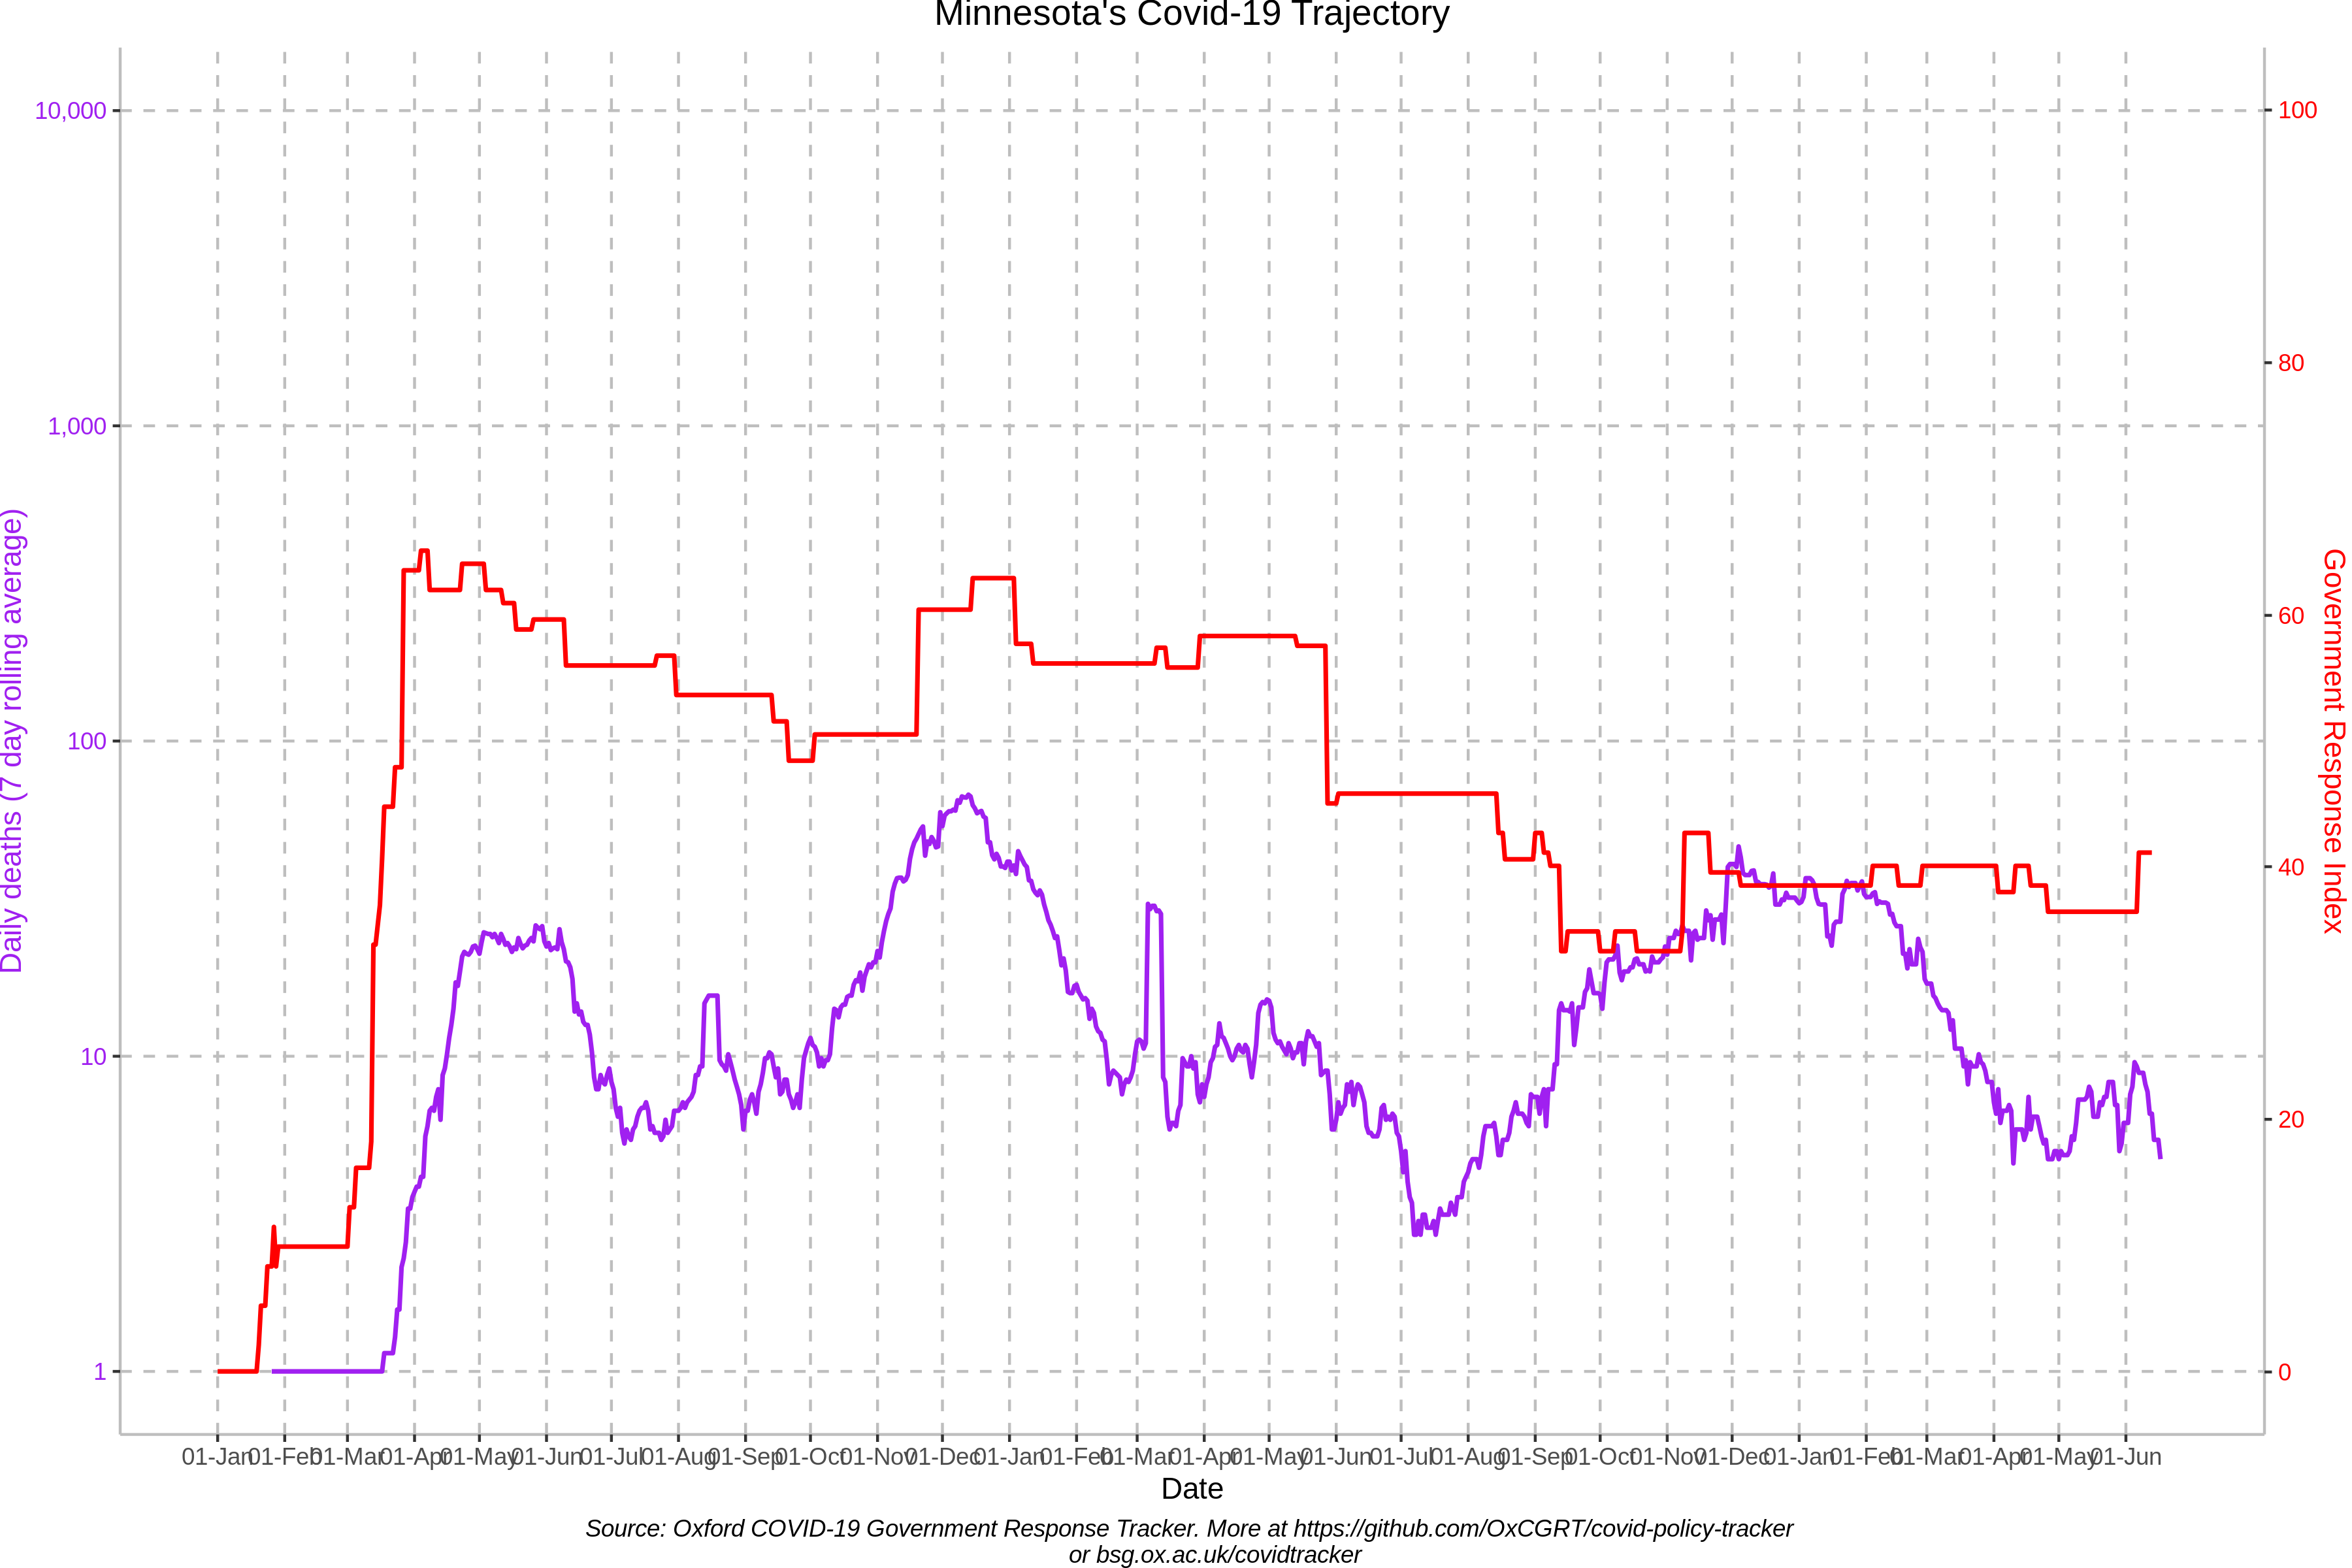 Minnesota's Covid-19 Trajectory
10,000
1,000
100
10
1
Daily deaths (7 day rolling average)
100
80
60
40
20
0
Government Response Index
01-Jan 01-Feb 01-Mar 01-Apr 01-May 01-Jun 01-Jul 01-Aug 01-Sep 01-Oct 01-Nov 01-Dec 01-Jan 01-Feb 01-Mar 01-Apr 01-May 01-Jun 01-Jul 01-Aug 01-Sep 01-Oct 01-Nov 01-Dec 01-Jan 01-Feb 01-Mar 01-Apr 01-May 01-Jun
Date
Source: Oxford COVID-19 Government Response Tracker. More at https://github.com/OxCGRT/covid-policy-tracker
or bsg.ox.ac.uk/covidtracker